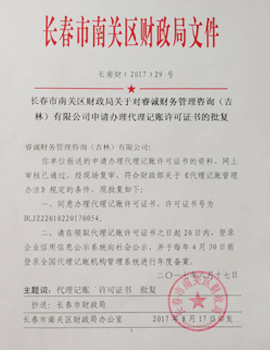 长春市南关区财政局文件
长南财（2017）29 号
长春市南关区财政局关于对睿诚财务管理咨询（吉
林）有限公司申请办理代理记账许可证书的批复
睿诚财务管理咨询（吉林）有限公司:
你单位报送的申请办理代理记账许可证书的资料，网上
审核已通过，经现场复审，符合财政部关于《代理记账管理
办法》规定的条件，现批复如下：
一、同意办理代理记账许可证书，许可证书号为
DLJZ22010220170054。
二、请在领取代理记账许可证书之日起 20 日内，登录
企业信用信息公示系统向社会公示，并于每年 4 月 30 日前
登录全国代理记账机构管理系统进行年度备案。
二〇一七年八月十七日
主题词：代理记账 许可证书 批复
抄送：长春市财政局
长春市南关区财政局办公室 2017 年 8 月 17 日印发